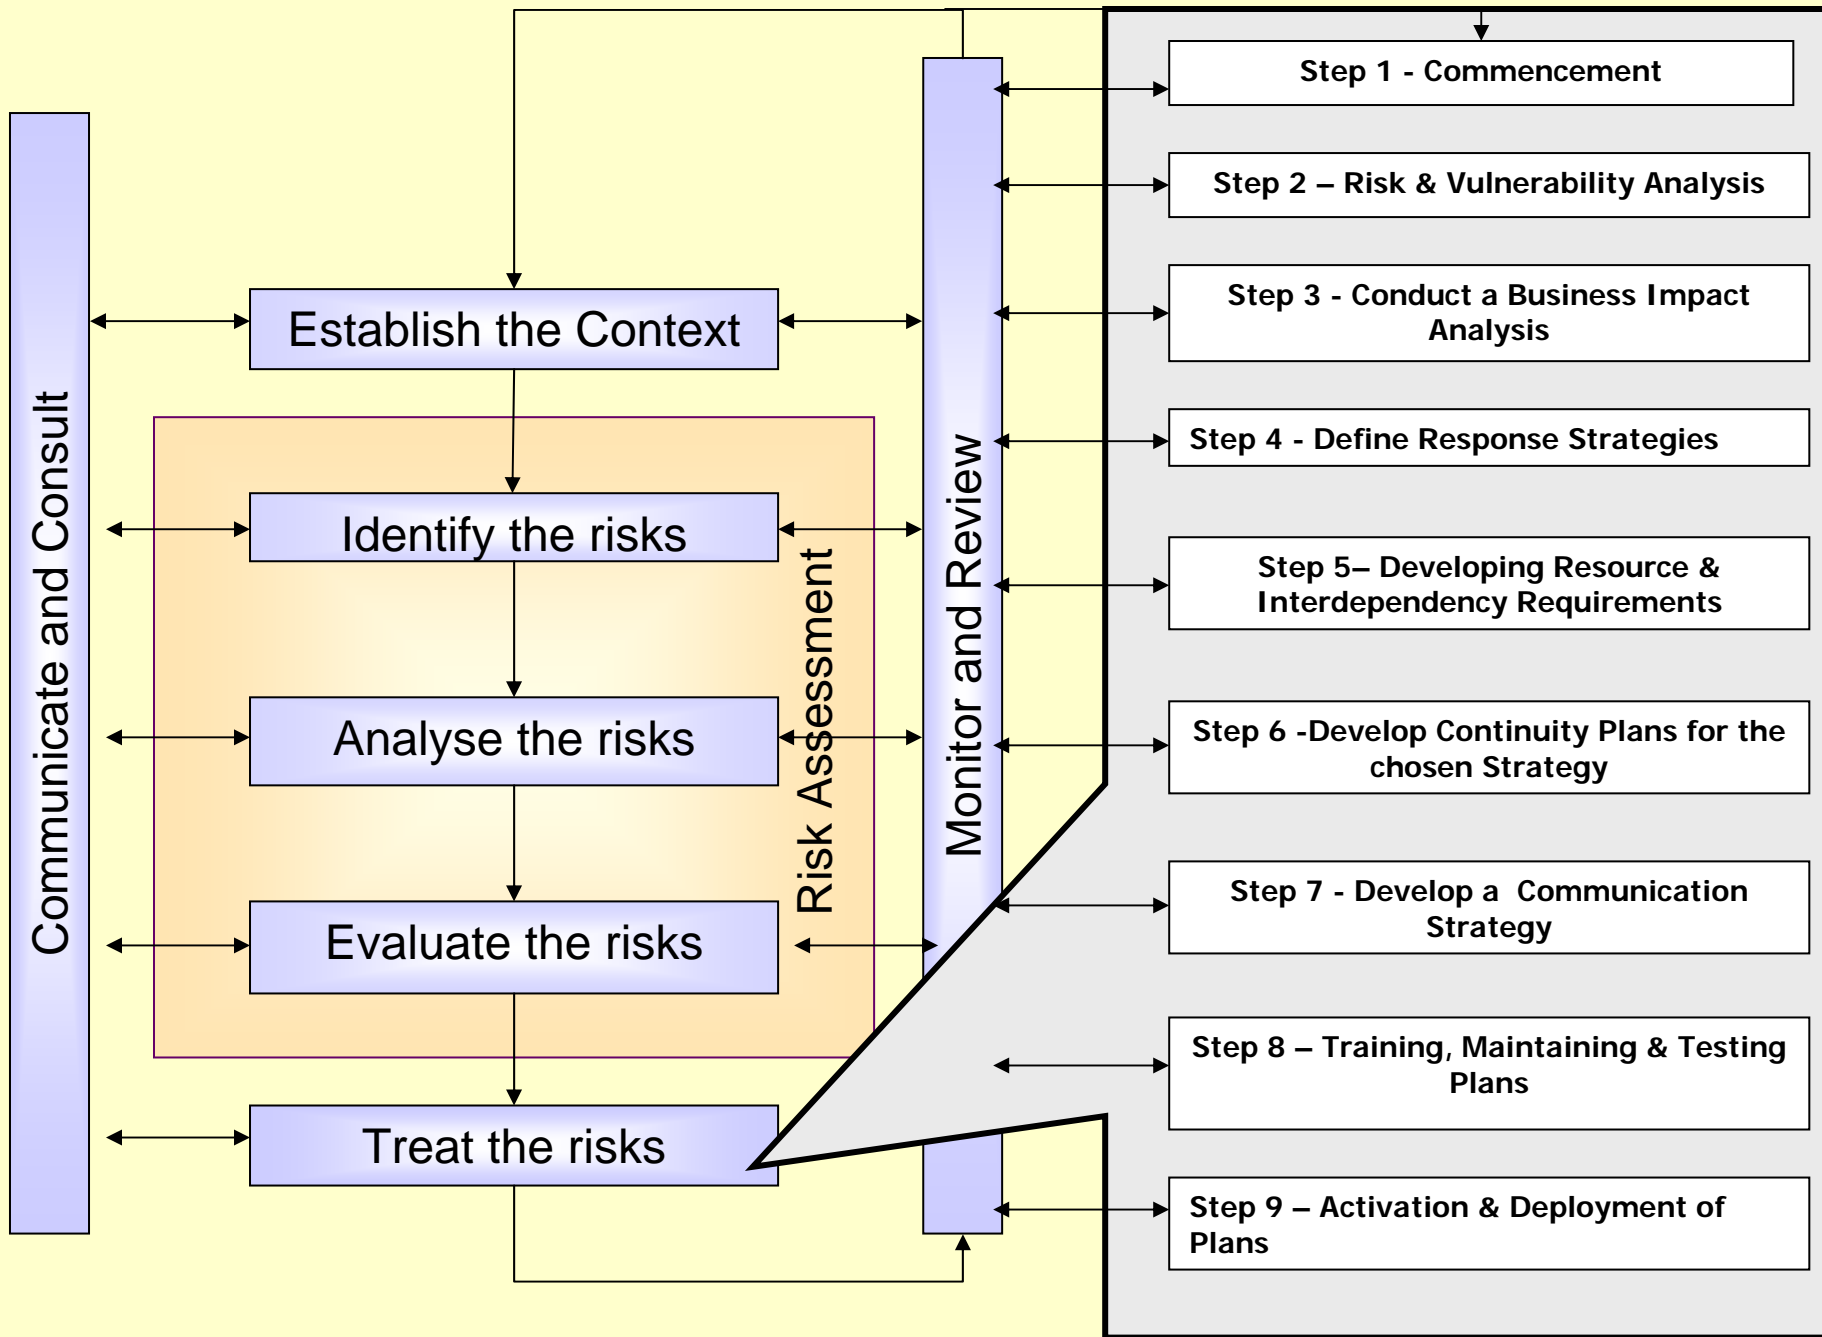 Communicate and Consult
Establish the Context
Identify the risks
Analyse the risks
Evaluate the risks
Treat the risks
Risk Assessment
Monitor and Review
Step 1 - Commencement
Step 2 – Risk & Vulnerability Analysis
Step 3 - Conduct a Business Impact
Analysis
Step 4 - Define Response Strategies
Step 5– Developing Resource &
Interdependency Requirements
Step 6 -Develop Continuity Plans for the
chosen Strategy
Step 7 - Develop a  Communication
Strategy
Step 8 – Training, Maintaining & Testing
Plans
Step 9 – Activation & Deployment of
Plans